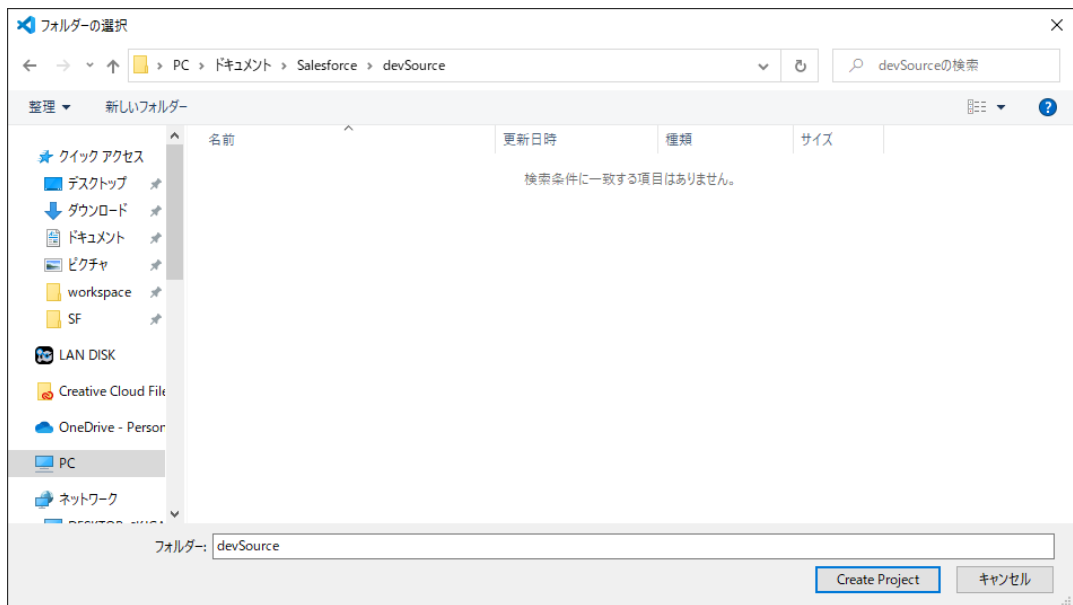 フォルダーの選択
PC › ドキュメント › Salesforce › devSource
devSourceの検索
整理
新しいフォルダー
名前 更新日時 種類 サイズ
検索条件に一致する項目はありません。
クイック アクセス
デスクトップ
ダウンロード
ドキュメント
ピクチャ
workspace
SF
LAN DISK
Creative Cloud File
OneDrive - Person
PC
ネットワーク
フォルダー: devSource
Create Project キャンセル